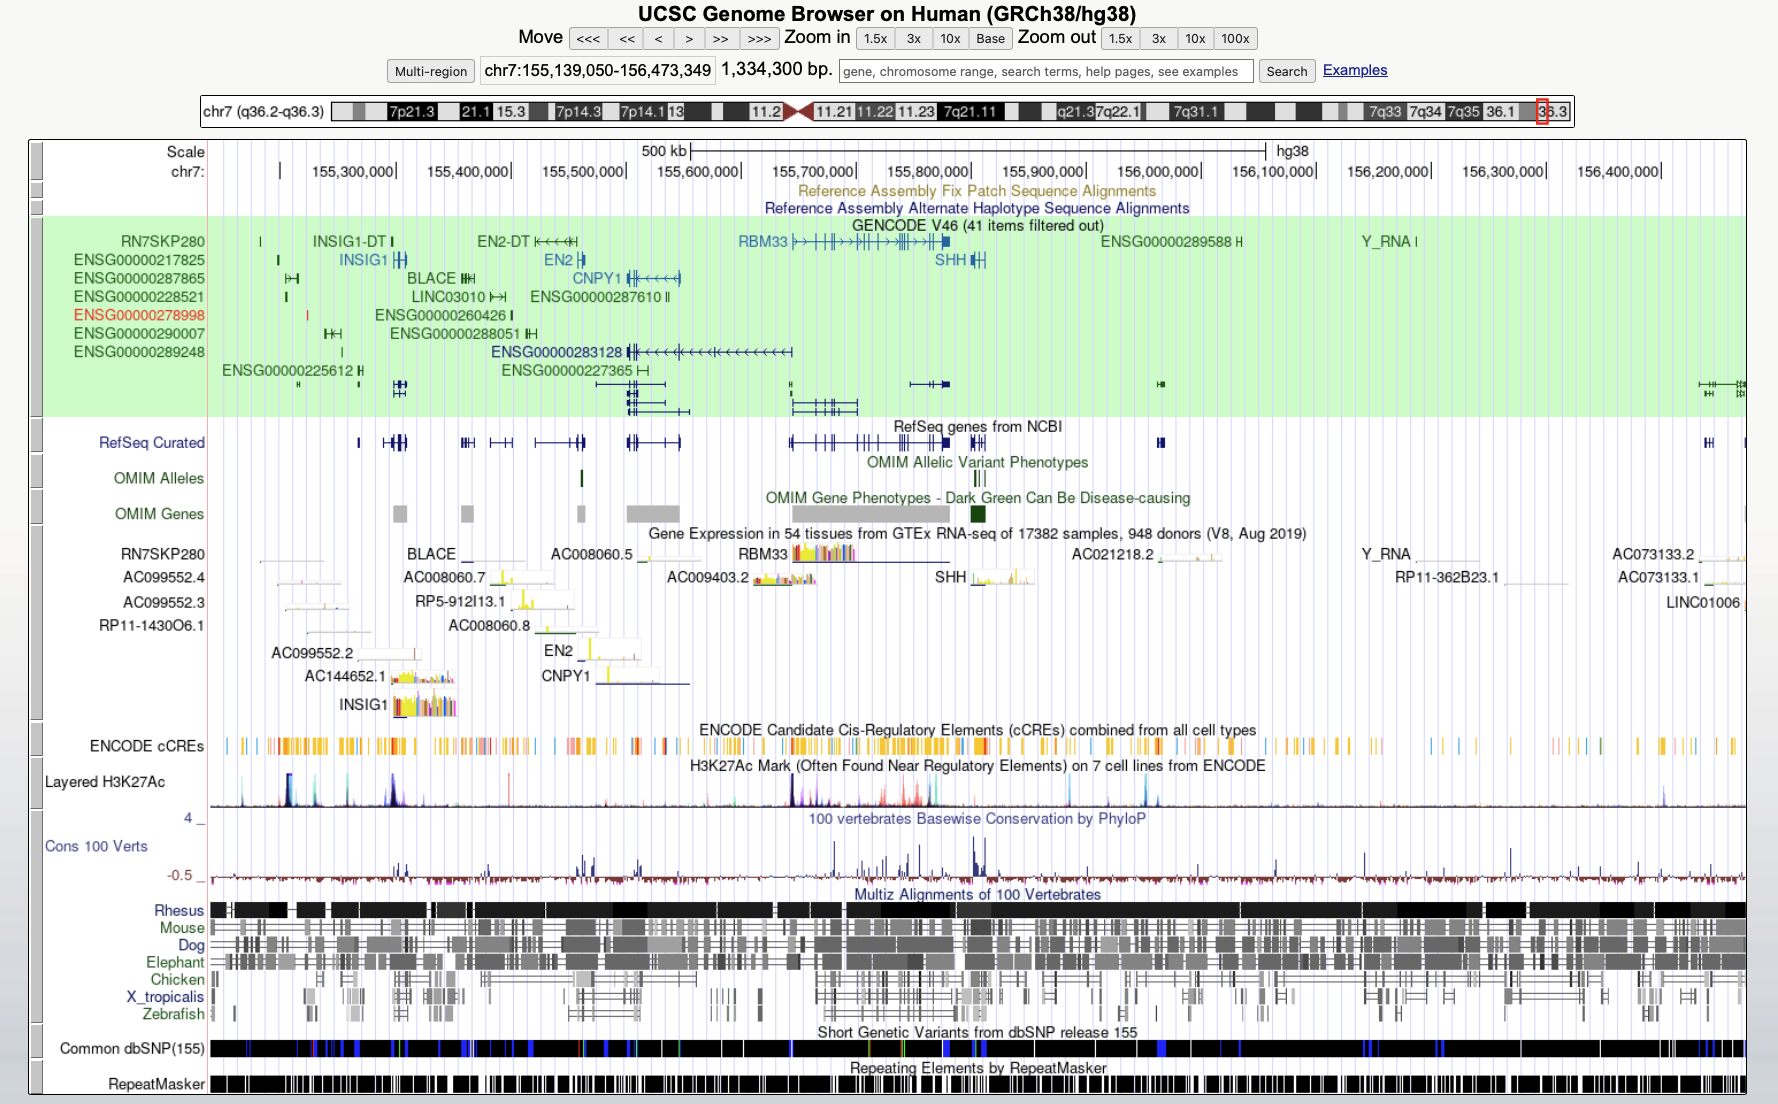 UCSC Genome Browser on Human (GRCh38/hg38)
Move <<< << < > >> >>> Zoom in 1.5x 3x 10x Base Zoom out 1.5x 3x 10x 100x
Multi-region chr7:155,139,050-156,473,349 1,334,300 bp. gene, chromosome range, search terms, help pages, see examples Search Examples
chr7 (q36.2-q36.3) 7p21.3 21.1 15.3 7p14.3 7p14.1 13 11.2 11.21 11.22 11.23 7q21.11 q21.3 7q22.1 7q31.1 7q33 7q34 7q35 36.1 36.3
Scale 500 kb hg38
chr7: 155,300,000 155,400,000 155,500,000 155,600,000 155,700,000 155,800,000 155,900,000 156,000,000 156,100,000 156,200,000 156,300,000 156,400,000
Reference Assembly Fix Patch Sequence Alignments
Reference Assembly Alternate Haplotype Sequence Alignments
GENCODE V46 (41 items filtered out)
RN7SKP280 INSIG1-DT EN2-DT RBM33 ENSG00000289588 Y_RNA
ENSG00000217825 INSIG1 EN2 SHH
ENSG00000287865 BLACE CNPY1
ENSG00000228521 LINC03010 ENSG00000287610
ENSG00000278998 ENSG00000260426
ENSG00000290007 ENSG00000288051
ENSG00000289248 ENSG00000283128
ENSG00000225612 ENSG00000227365
RefSeq genes from NCBI
RefSeq Curated
OMIM Allelic Variant Phenotypes
OMIM Alleles
OMIM Gene Phenotypes - Dark Green Can Be Disease-causing
OMIM Genes
Gene Expression in 54 tissues from GTEx RNA-seq of 17382 samples, 948 donors (V8, Aug 2019)
RN7SKP280 BLACE AC008060.5 RBM33 AC021218.2 Y_RNA AC073133.2
AC099552.4 AC008060.7 AC009403.2 SHH RP11-362B23.1 AC073133.1
AC099552.3 RP5-912I13.1 LINC01006
RP11-1430O6.1 AC008060.8
AC099552.2 EN2
AC144652.1 CNPY1
INSIG1
ENCODE Candidate Cis-Regulatory Elements (cCREs) combined from all cell types
ENCODE cCREs
H3K27Ac Mark (Often Found Near Regulatory Elements) on 7 cell lines from ENCODE
Layered H3K27Ac
100 vertebrates Basewise Conservation by PhyloP
4 _
Cons 100 Verts
-0.5 _
Multiz Alignments of 100 Vertebrates
Rhesus
Mouse
Dog
Elephant
Chicken
X_tropicalis
Zebrafish
Short Genetic Variants from dbSNP release 155
Common dbSNP(155)
Repeating Elements by RepeatMasker
RepeatMasker